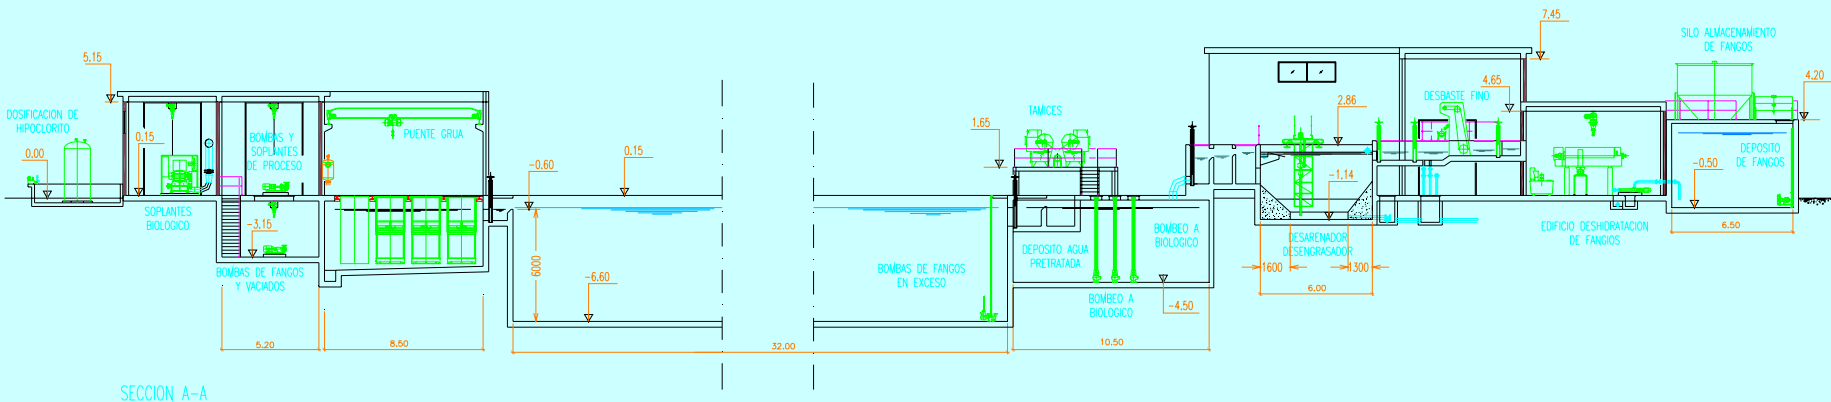 7.45
SILO ALMACENAMIENTO
DE FANGOS
5.15
4.20
DOSIFICACION DE
HIPOCLORITO
0.15
BOMBAS Y
SOPLANTES
DE PROCESO
PUENTE GRUA
TAMICES
1.65
2.86
DESBASTE FINO
4.65
0.00
-0.60
0.15
-1.14
DEPOSITO
DE FANGOS
-0.50
SOPLANTES
BIOLOGICO
-3.15
BOMBAS DE FANGOS
Y VACIADOS
6000
-6.60
BOMBAS DE FANGOS
EN EXCESO
DEPOSITO AGUA
PRETRATADA
BOMBEO A
BIOLOGICO
BOMBEO A
BIOLOGICO
-4.50
DESARENADOR
DESENGRASADOR
1600
1300
6.00
EDIFICIO DESHIDRATACION
DE FANGIOS
6.50
5.20
8.50
32.00
10.50
SECCION A-A